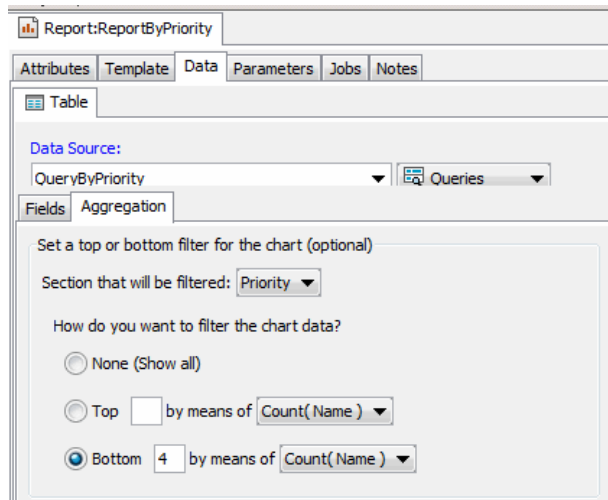 Report:ReportByPriority
Attributes Template Data Parameters Jobs Notes
Table
Data Source:
QueryByPriority Queries
Fields Aggregation
Set a top or bottom filter for the chart (optional)
Section that will be filtered: Priority
How do you want to filter the chart data?
None (Show all)
Top by means of Count( Name )
Bottom 4 by means of Count( Name )